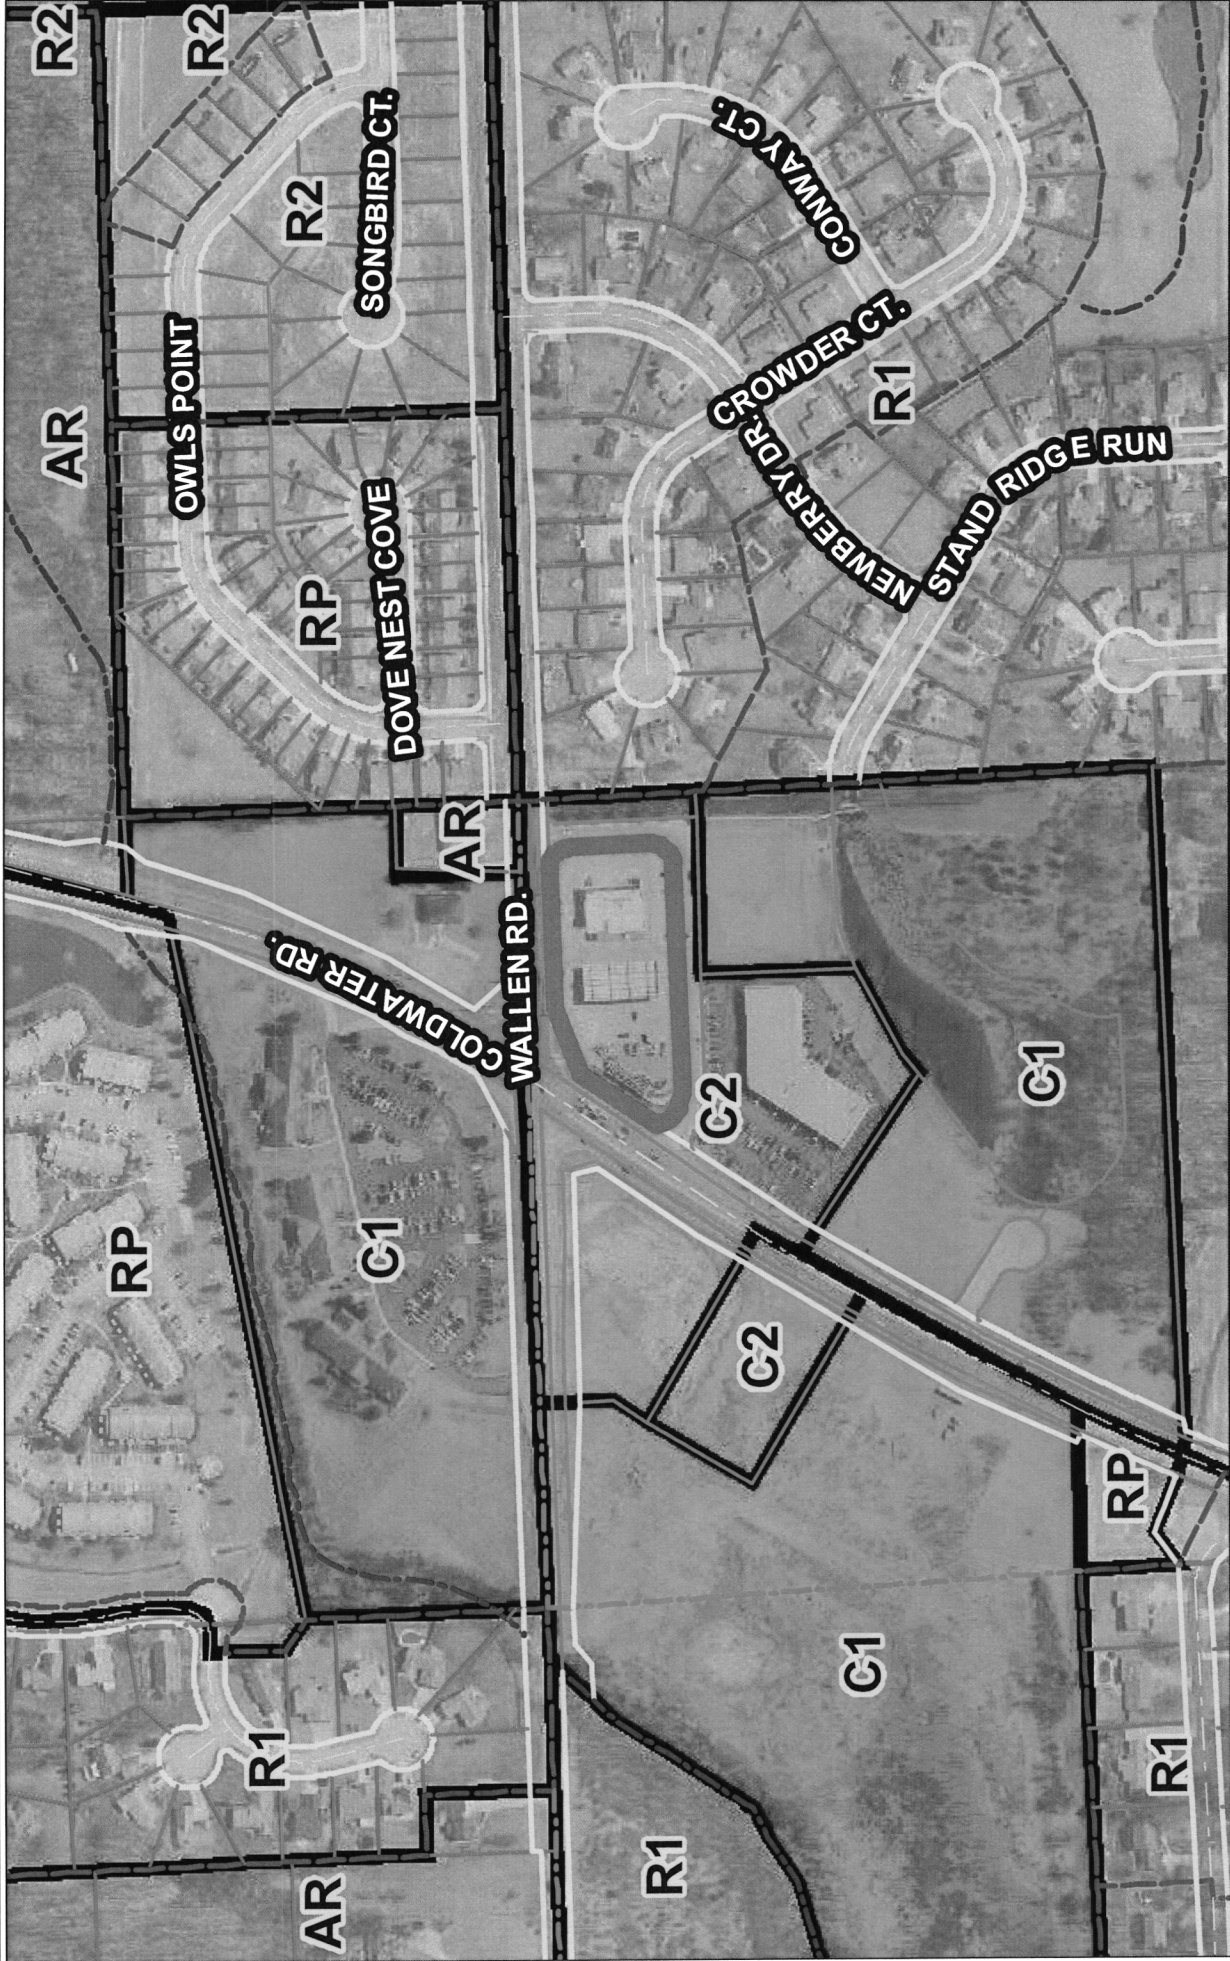 R2
R2
R2
SONGBIRD CT.
OWLS POINT
AR
CONWAY CT.
CROWDER CT.
R1
NEWBERRY DR.
STAND RIDGE RUN
RP
DOVE NEST COVE
AR
WALLEN RD.
COLDWATER RD.
C2
C1
RP
C1
C2
RP
R1
C1
R1
R1
AR